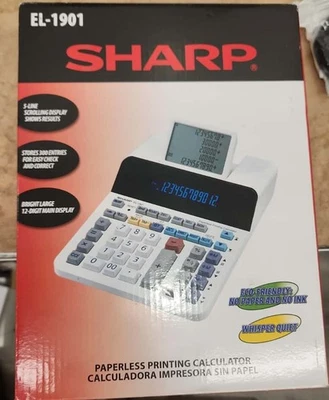 EL-1901
SHARP®
5-LINE
SCROLLING DISPLAY
SHOWS RESULTS
STORES 300 ENTRIES
FOR EASY CHECK
AND CORRECT
BRIGHT LARGE
12-DIGIT MAIN DISPLAY
123456789012
ECO-FRIENDLY:
NO PAPER AND NO INK
WHISPER QUIET
PAPERLESS PRINTING CALCULATOR
CALCULADORA IMPRESORA SIN PAPEL